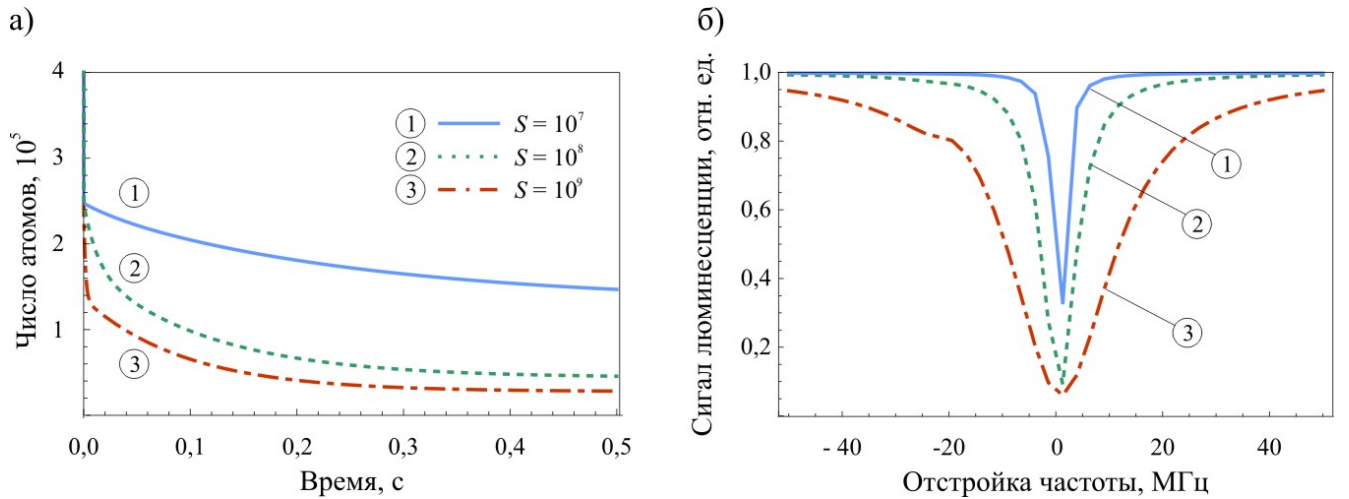 а)
Число атомов, 10⁵
4
3
2
1
0,0
0,1
0,2
0,3
0,4
0,5
Время, с
① S = 10⁷
② S = 10⁸
③ S = 10⁹
①
②
③
б)
Сигал люминесценции, отн. ед.
1,0
0,8
0,6
0,4
0,2
- 40
- 20
0
20
40
Отстройка частоты, МГц
①
②
③